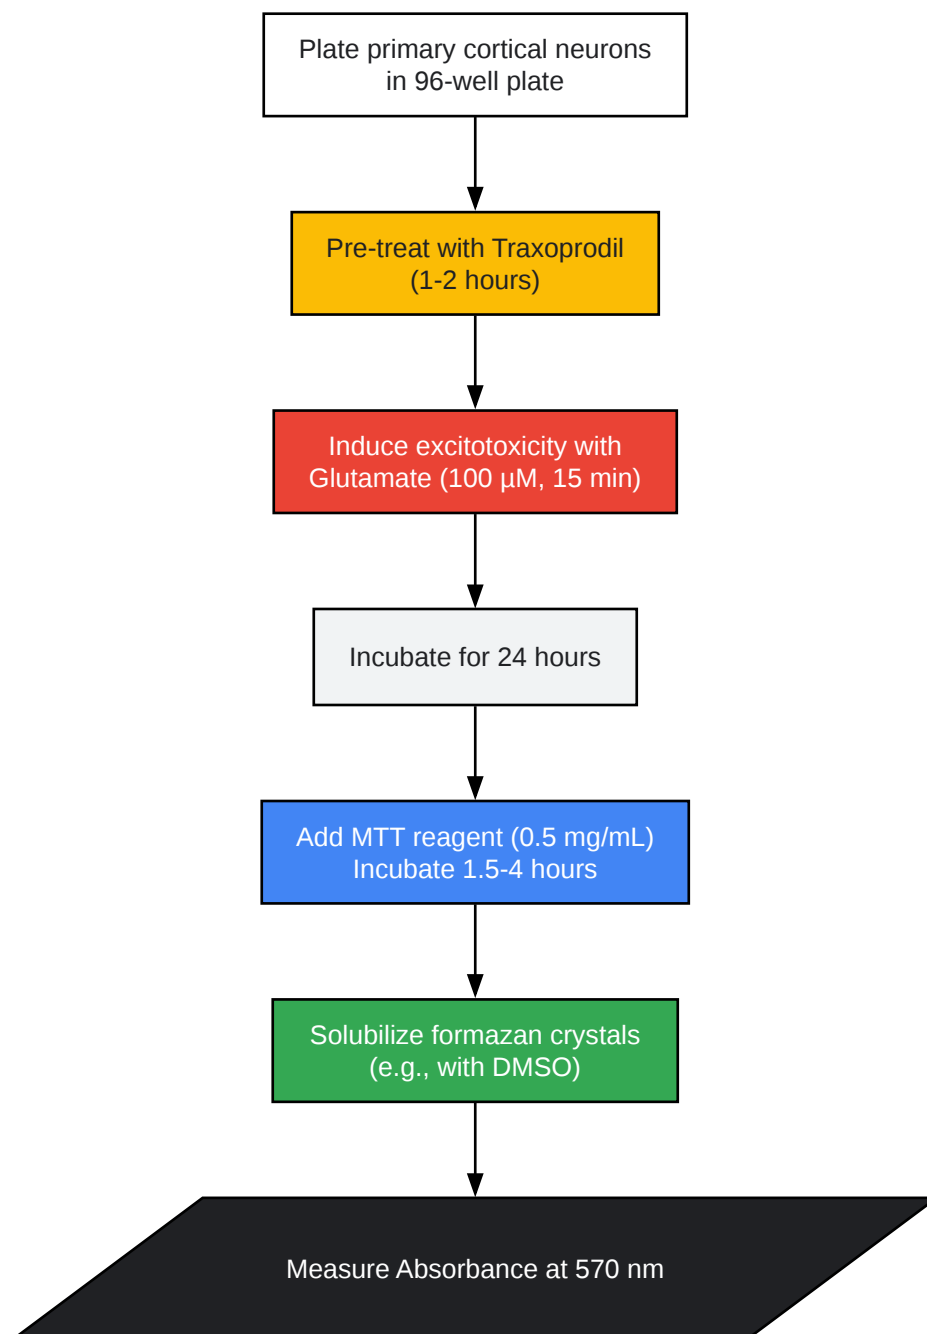 Plate primary cortical neurons
in 96-well plate
Pre-treat with Traxoprodil
(1-2 hours)
Induce excitotoxicity with
Glutamate (100 µM, 15 min)
Incubate for 24 hours
Add MTT reagent (0.5 mg/mL)
Incubate 1.5-4 hours
Solubilize formazan crystals
(e.g., with DMSO)
Measure Absorbance at 570 nm